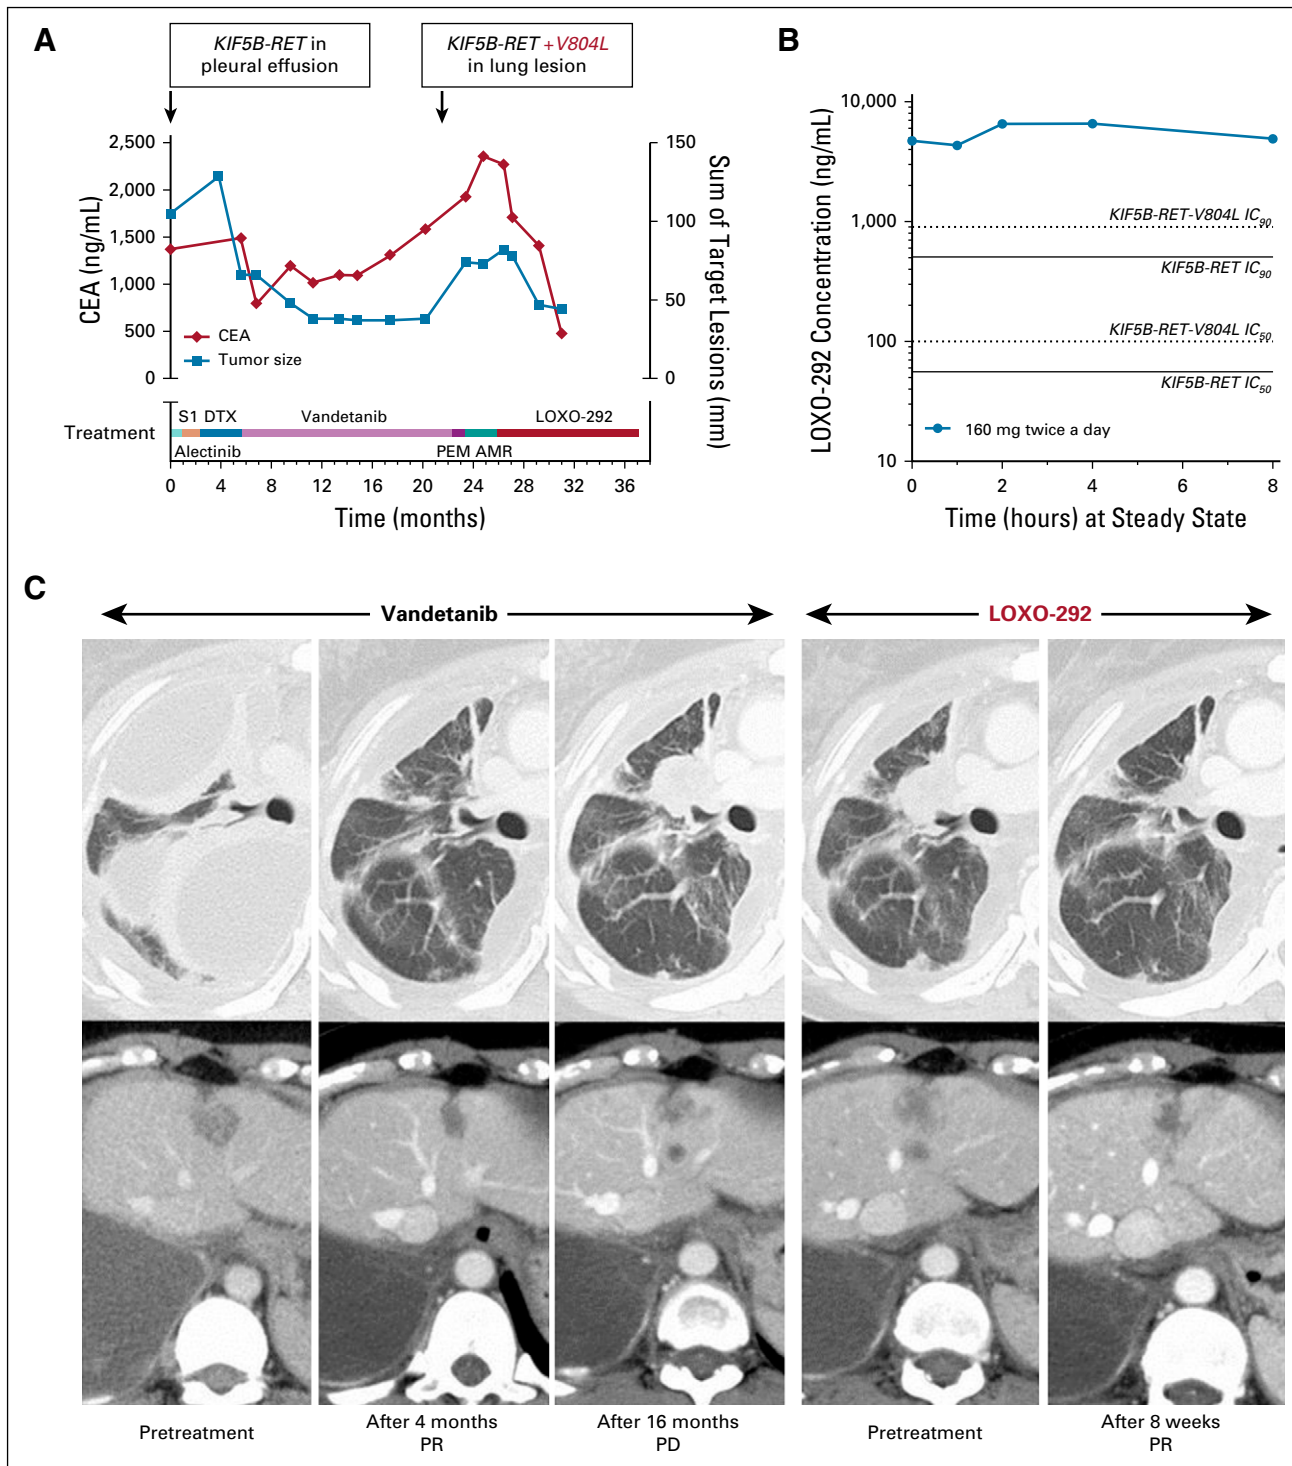 A
KIF5B-RET in
pleural effusion
KIF5B-RET +V804L
in lung lesion
2,500
2,000
1,500
1,000
500
0
CEA (ng/mL)
150
100
50
0
Sum of Target Lesions (mm)
CEA
Tumor size
Treatment
S1 DTX
Vandetanib
LOXO-292
Alectinib
PEM AMR
0 4 8 12 16 20 24 28 32 36
Time (months)
B
10,000
1,000
100
10
LOXO-292 Concentration (ng/mL)
KIF5B-RET-V804L IC90
KIF5B-RET IC90
KIF5B-RET-V804L IC50
KIF5B-RET IC50
160 mg twice a day
0 2 4 6 8
Time (hours) at Steady State
C
Vandetanib
LOXO-292
Pretreatment
After 4 months
PR
After 16 months
PD
Pretreatment
After 8 weeks
PR